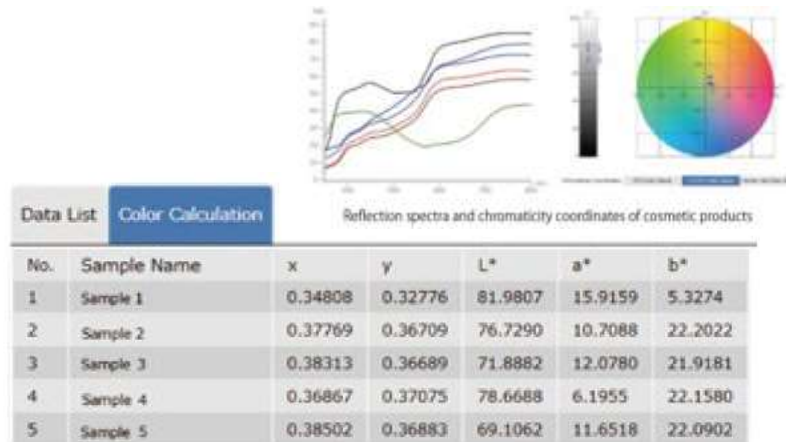 Data List
Color Calculation
Reflection spectra and chromaticity coordinates of cosmetic products
No. Sample Name x y L* a* b*
1 Sample 1 0.34808 0.32776 81.9807 15.9159 5.3274
2 Sample 2 0.37769 0.36709 76.7290 10.7088 22.2022
3 Sample 3 0.38313 0.36689 71.8882 12.0780 21.9181
4 Sample 4 0.36867 0.37075 78.6688 6.1955 22.1580
5 Sample 5 0.38502 0.36883 69.1062 11.6518 22.0902